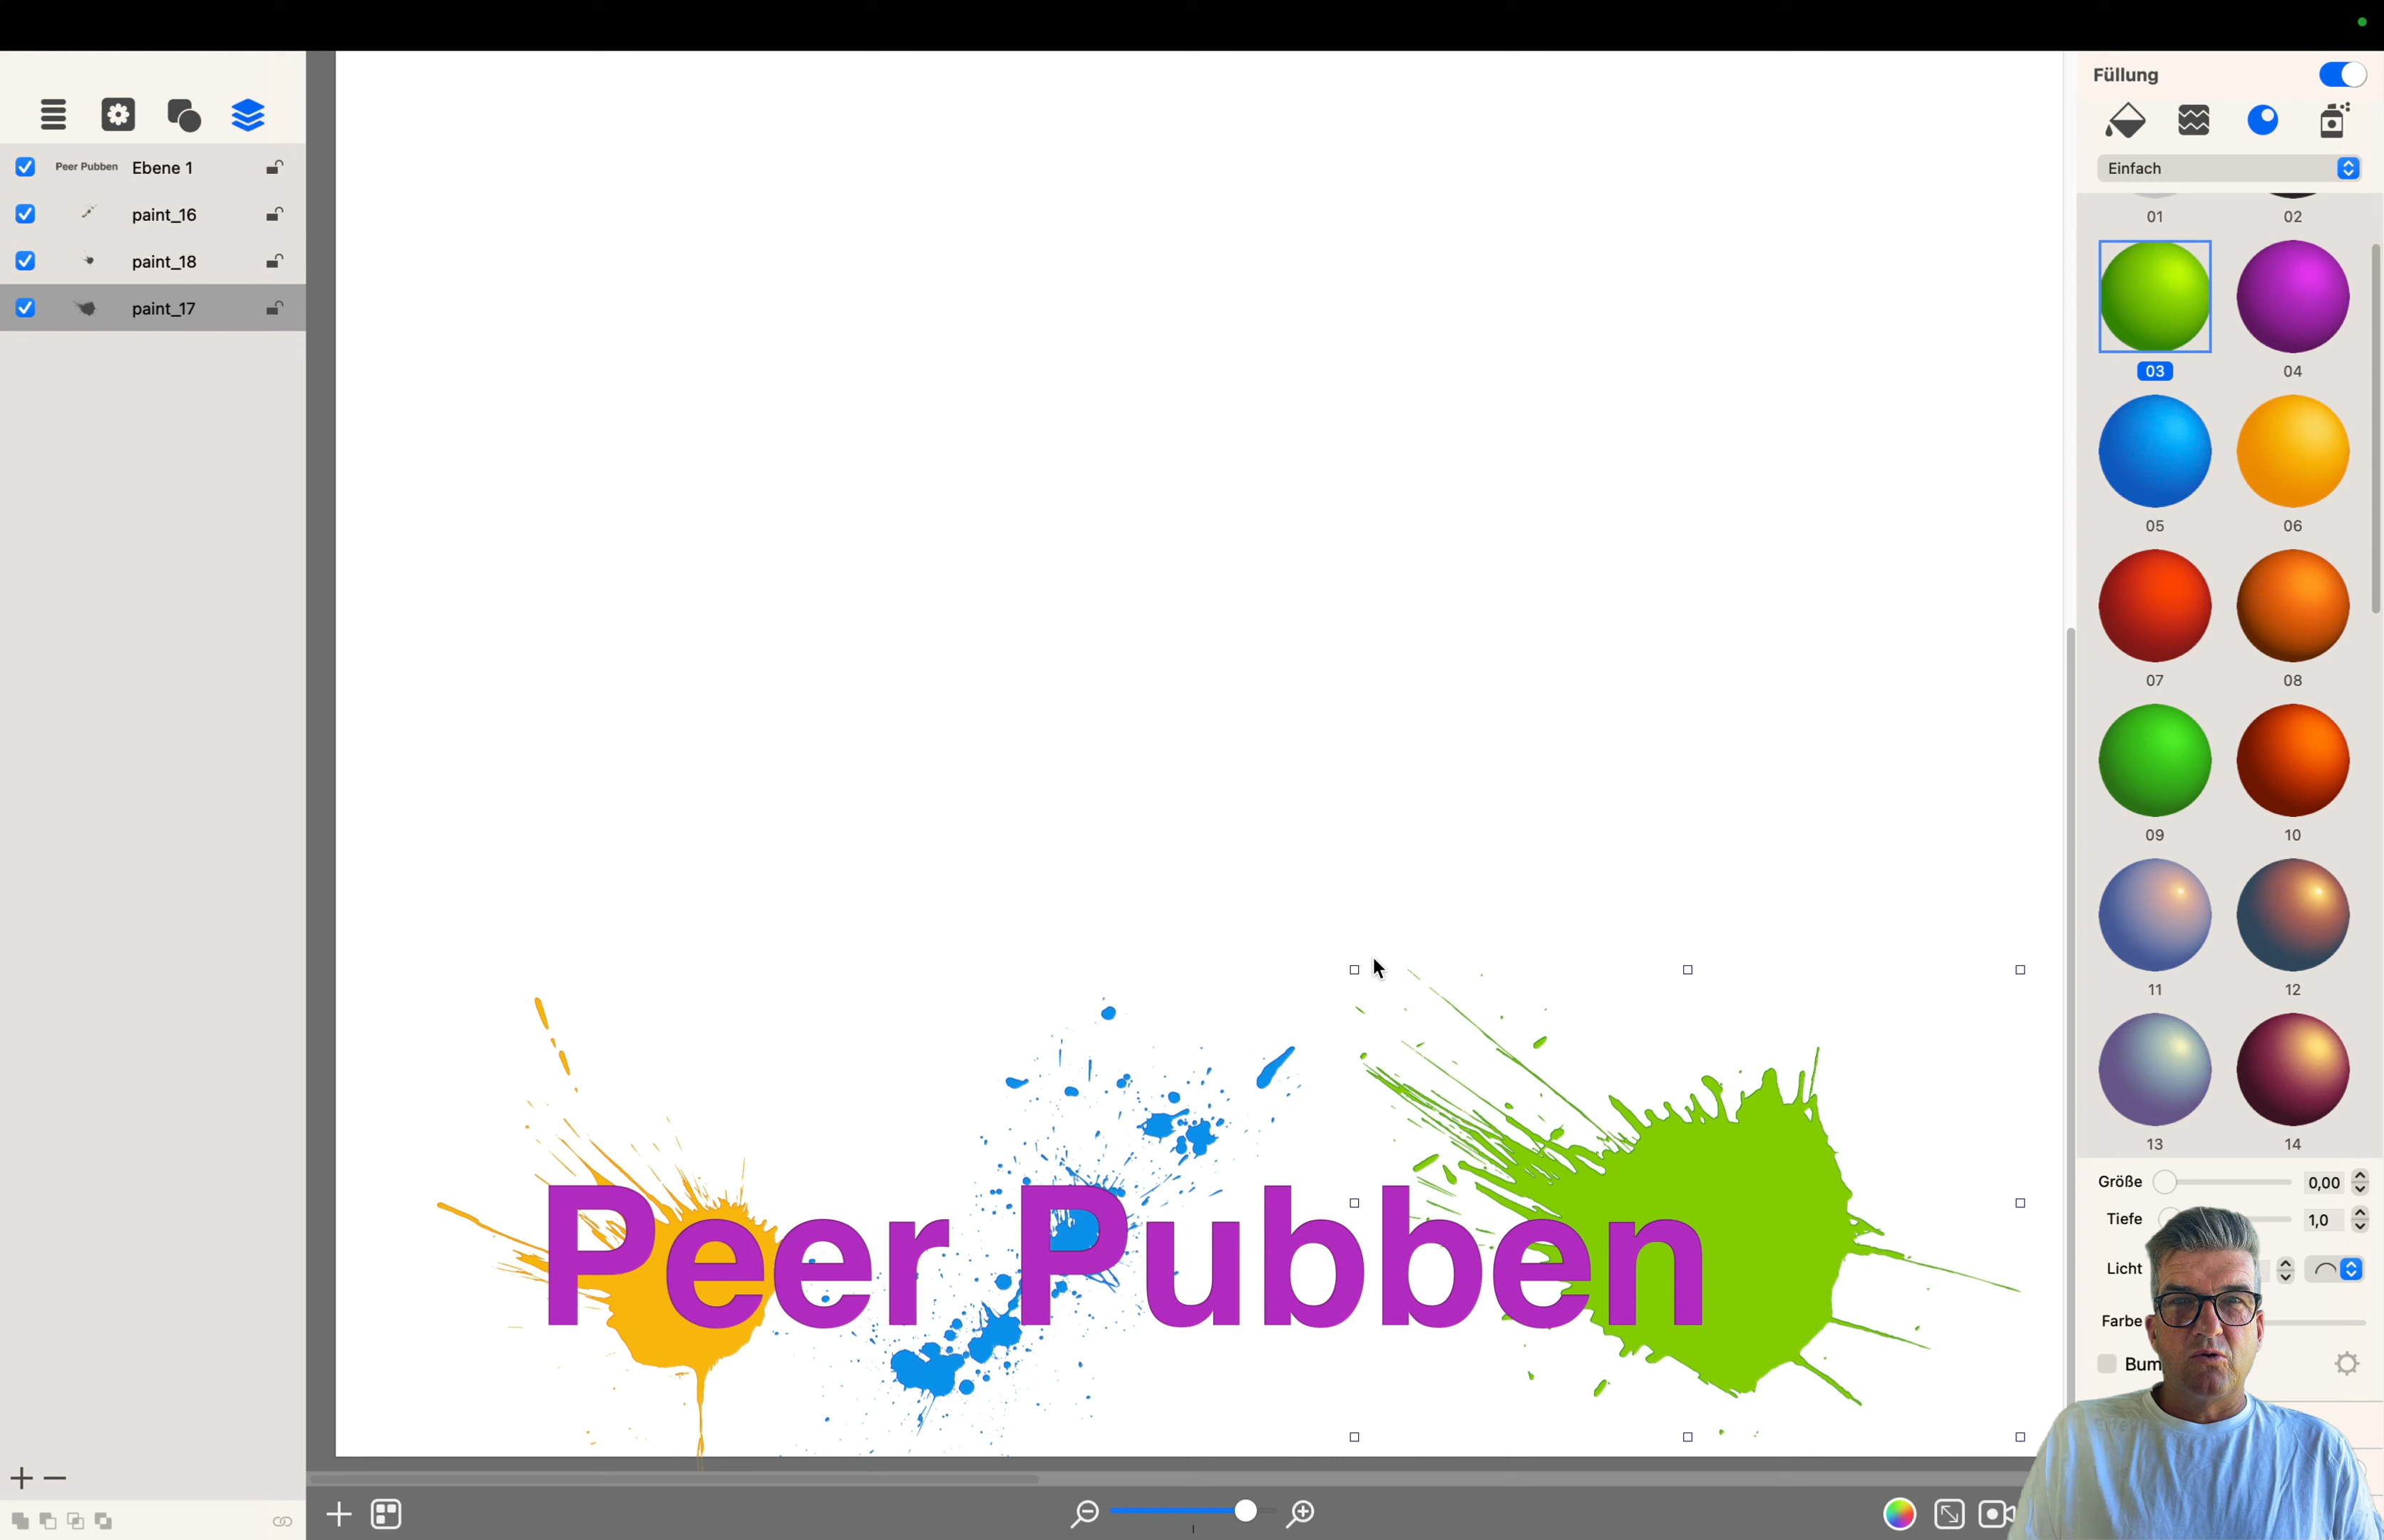 Füllung
Einfach
Peer Pubben Ebene 1
paint_16
paint_18
paint_17
01 02
03 04
05 06
07 08
09 10
11 12
13 14
Größe 0,00
Tiefe 1,0
Licht
Farbe
Bum
Peer Pubben